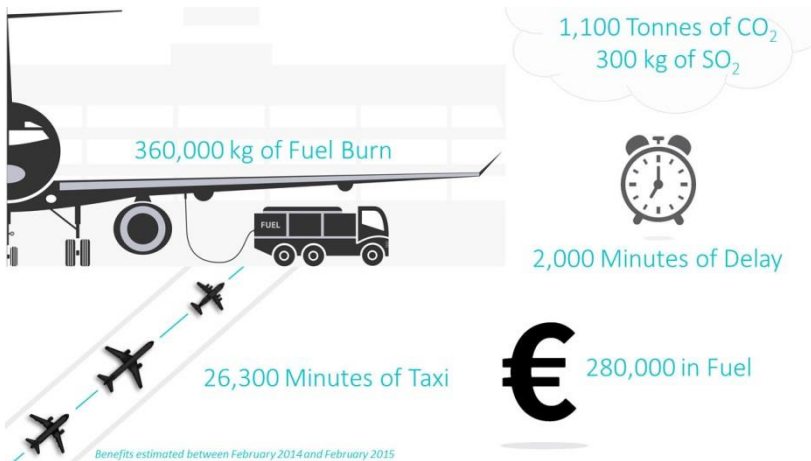 1,100 Tonnes of CO₂
300 kg of SO₂
360,000 kg of Fuel Burn
FUEL
2,000 Minutes of Delay
26,300 Minutes of Taxi
€ 280,000 in Fuel
Benefits estimated between February 2014 and February 2015